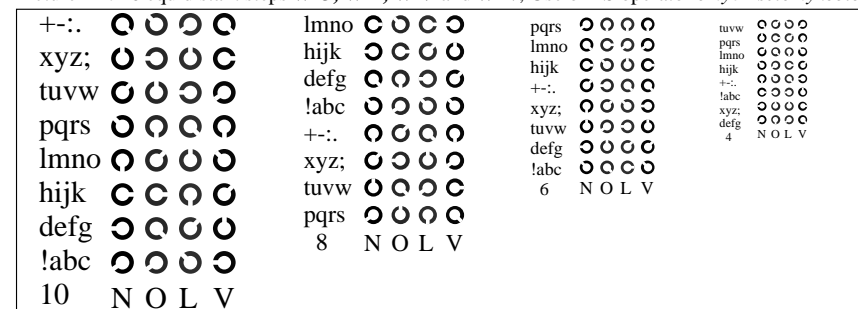 +-:.
xyz;
tuvw
pqrs
lmno
hijk
defg
!abc
10 N O L V
lmno
hijk
defg
!abc
+-:.
xyz;
tuvw
pqrs
8 N O L V
pqrs
lmno
hijk
+-:.
xyz;
tuvw
defg
!abc
6 N O L V
tuvw
pqrs
lmno
hijk
+-:.
!abc
xyz;
defg
4 N O L V